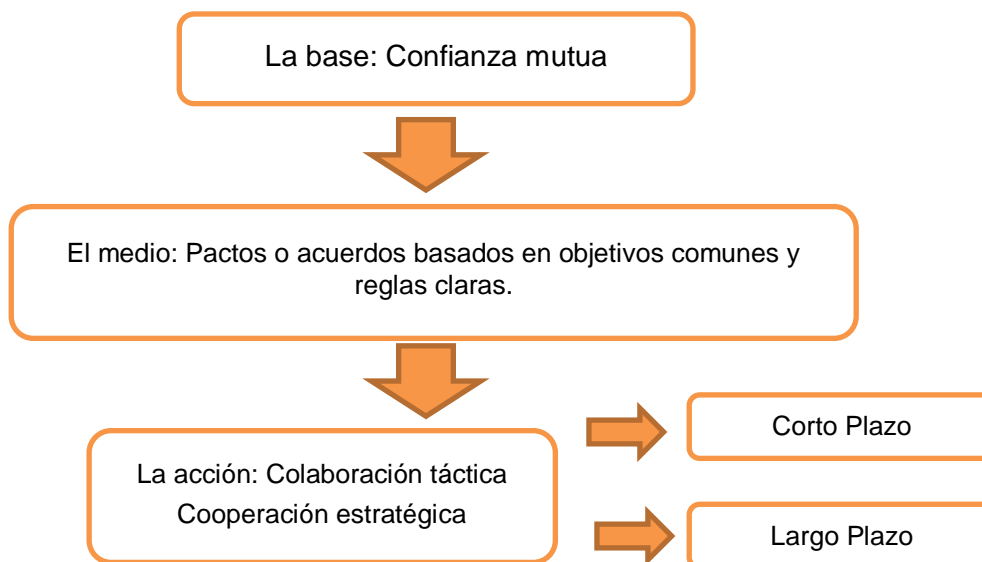 La base: Confianza mutua
El medio: Pactos o acuerdos basados en objetivos comunes y
reglas claras.
La acción: Colaboración táctica
Cooperación estratégica
Corto Plazo
Largo Plazo